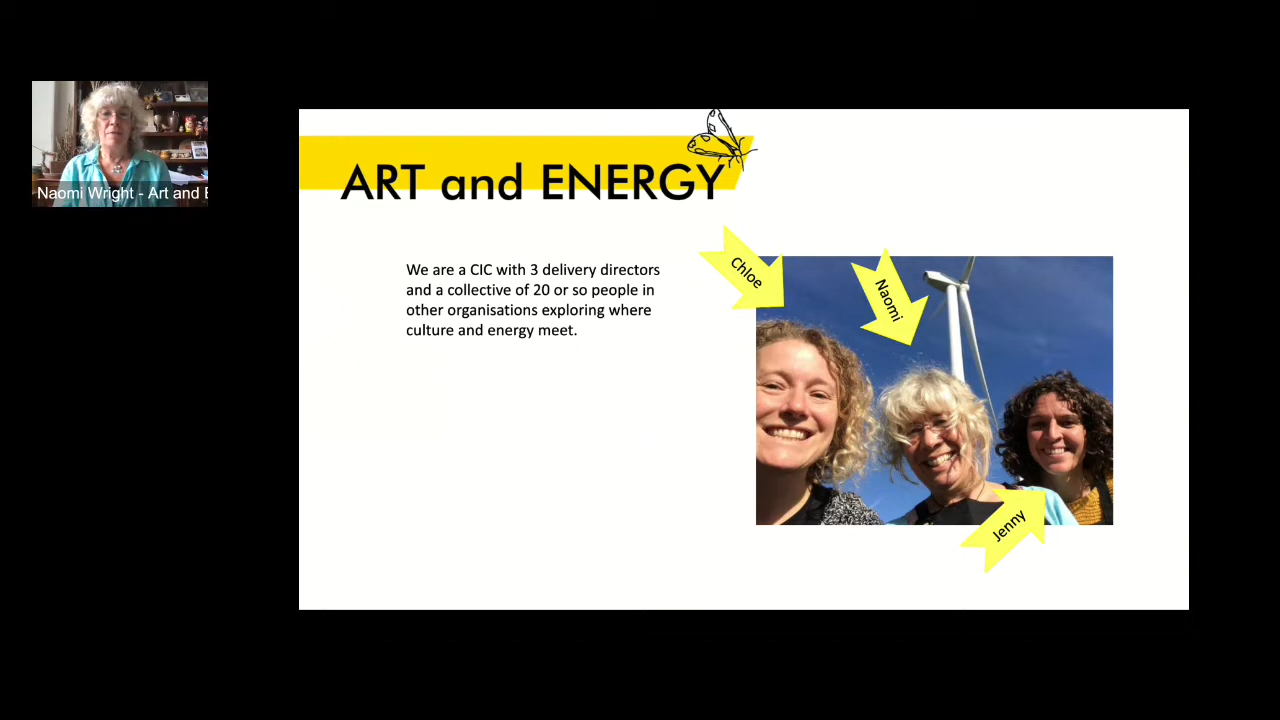 Naomi Wright - Art and E
ART and ENERGY
We are a CIC with 3 delivery directors
and a collective of 20 or so people in
other organisations exploring where
culture and energy meet.
Chloe
Naomi
Jenny